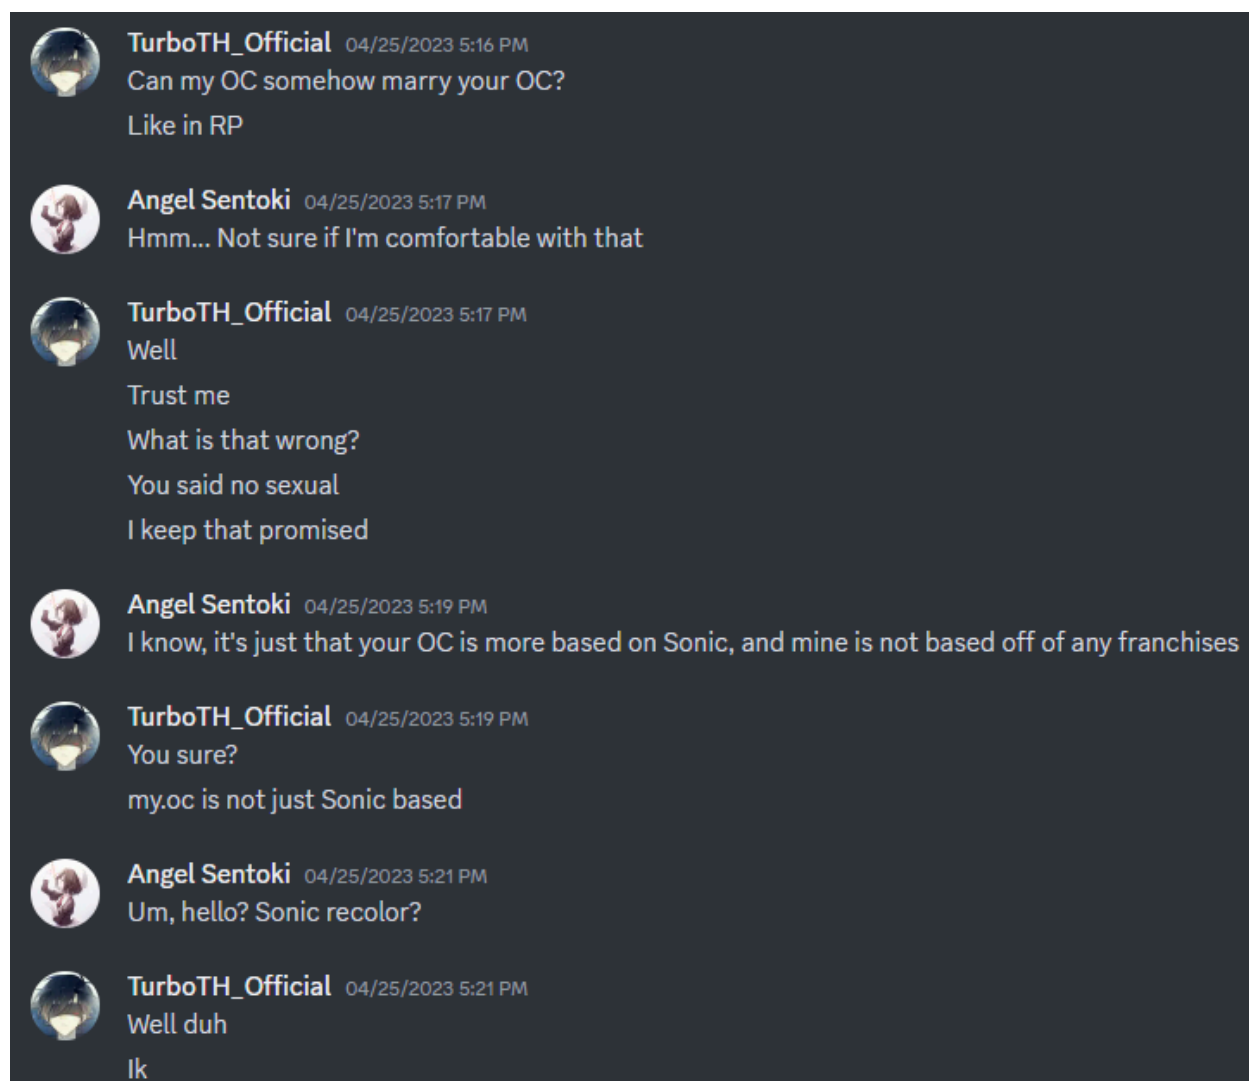 TurboTH_Official 04/25/2023 5:16 PM
Can my OC somehow marry your OC?
Like in RP
Angel Sentoki 04/25/2023 5:17 PM
Hmm... Not sure if I'm comfortable with that
TurboTH_Official 04/25/2023 5:17 PM
Well
Trust me
What is that wrong?
You said no sexual
I keep that promised
Angel Sentoki 04/25/2023 5:19 PM
I know, it's just that your OC is more based on Sonic, and mine is not based off of any franchises
TurboTH_Official 04/25/2023 5:19 PM
You sure?
my.oc is not just Sonic based
Angel Sentoki 04/25/2023 5:21 PM
Um, hello? Sonic recolor?
TurboTH_Official 04/25/2023 5:21 PM
Well duh
Ik